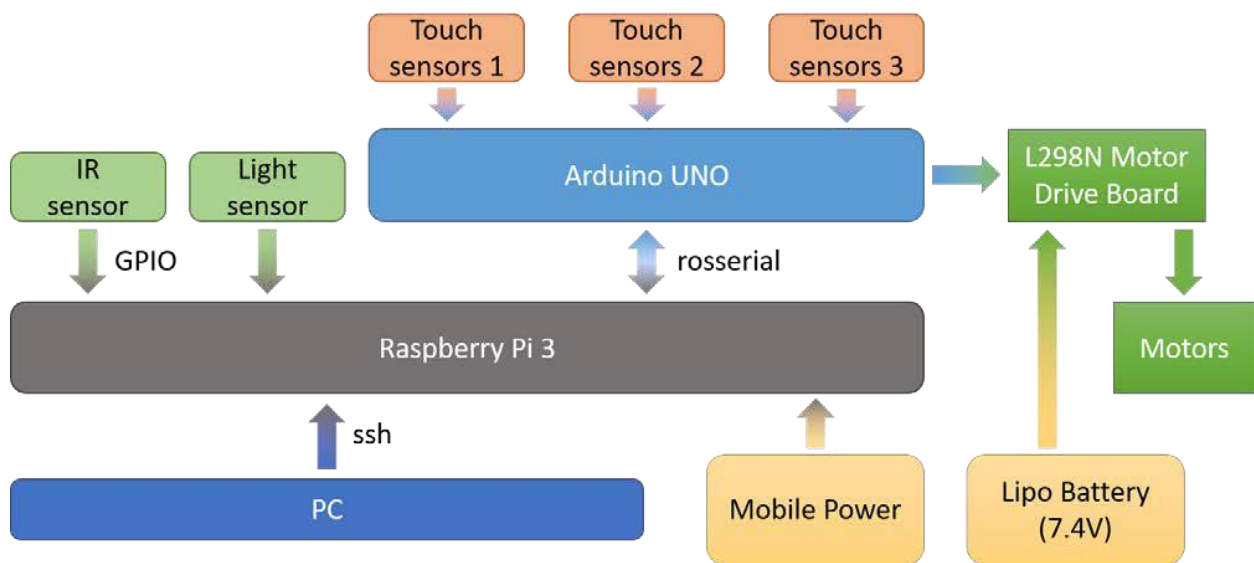 Touch
sensors 1
Touch
sensors 2
Touch
sensors 3
IR
sensor
Light
sensor
Arduino UNO
L298N Motor
Drive Board
GPIO
rosserial
Raspberry Pi 3
Motors
ssh
PC
Mobile Power
Lipo Battery
(7.4V)